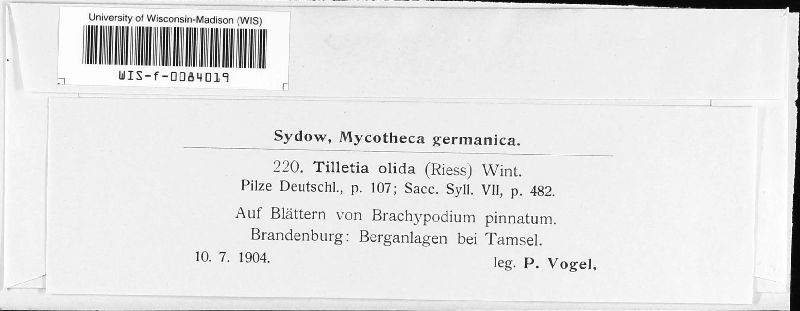 University of Wisconsin-Madison (WIS)
WIS-f-0084019
Sydow, Mycotheca germanica.
220. Tilletia olida (Riess) Wint.
Pilze Deutschl., p. 107; Sacc. Syll. VII, p. 482.
Auf Blättern von Brachypodium pinnatum.
Brandenburg: Berganlagen bei Tamsel.
10. 7. 1904. leg. P. Vogel.